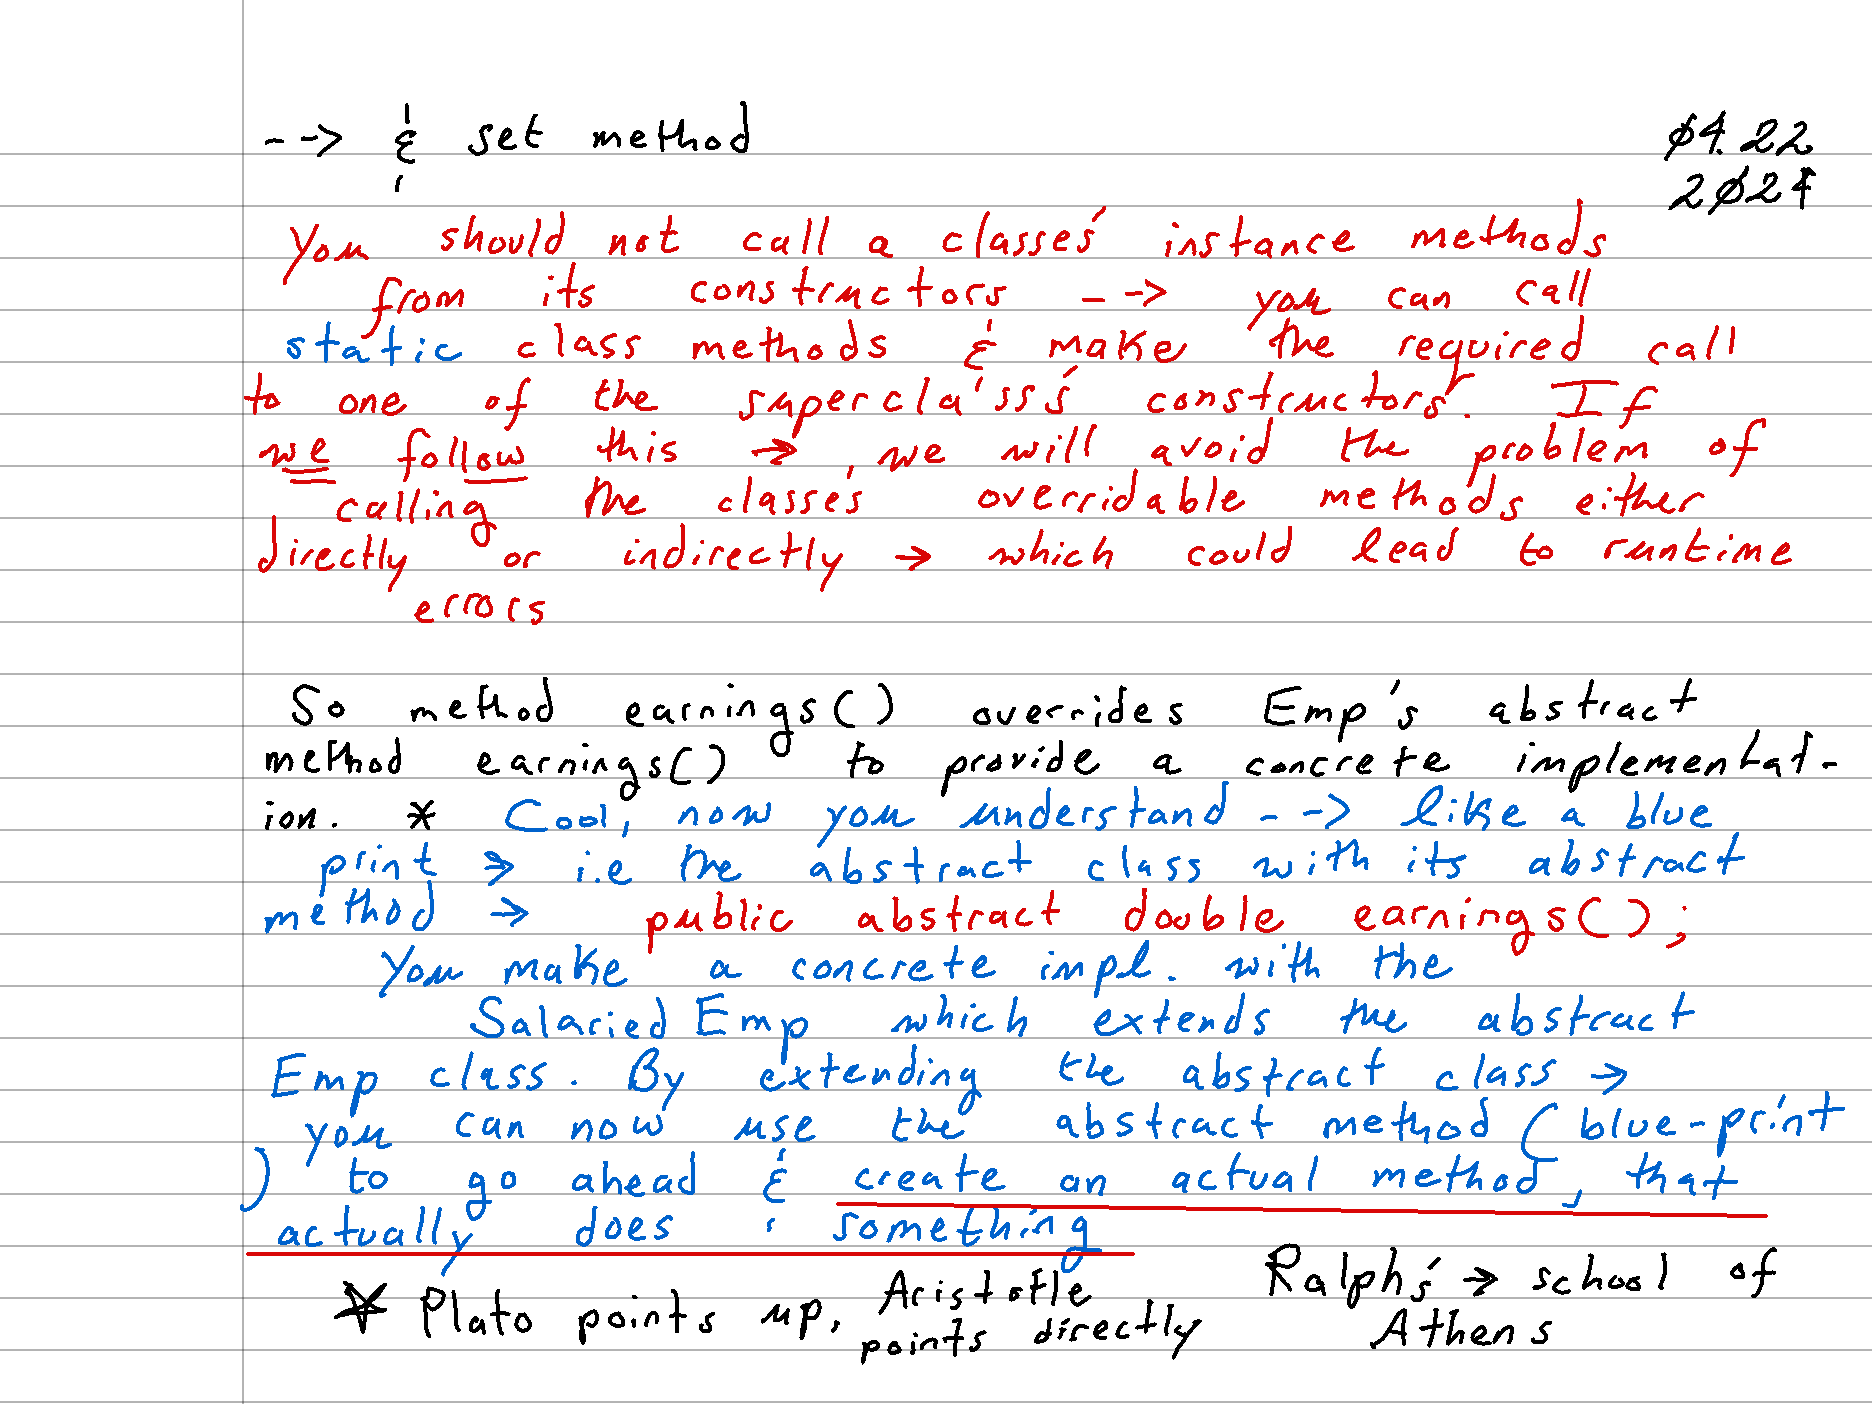 --> & set method
Ø4.22
2Ø24
You should not call a classes' instance methods
from its constructors --> you can call
static class methods & make the required call
to one of the supercla'ss's constructors. If
we follow this →, we will avoid the problem of
calling the classes overridable methods either
directly or indirectly → which could lead to runtime
errors
So method earnings() overrides Emp's abstract
method earnings() to provide a concrete implementat-
ion. * Cool, now you understand --> like a blue
print → i.e the abstract class with its abstract
method → public abstract double earnings();
You make a concrete impl. with the
Salaried Emp which extends the abstract
Emp class. By extending the abstract class →
you can now use the abstract method (blue-print
) to go ahead & create an actual method, that
actually does something
* Plato points up, Aristotle
points directly
Ralph's → school of
Athens